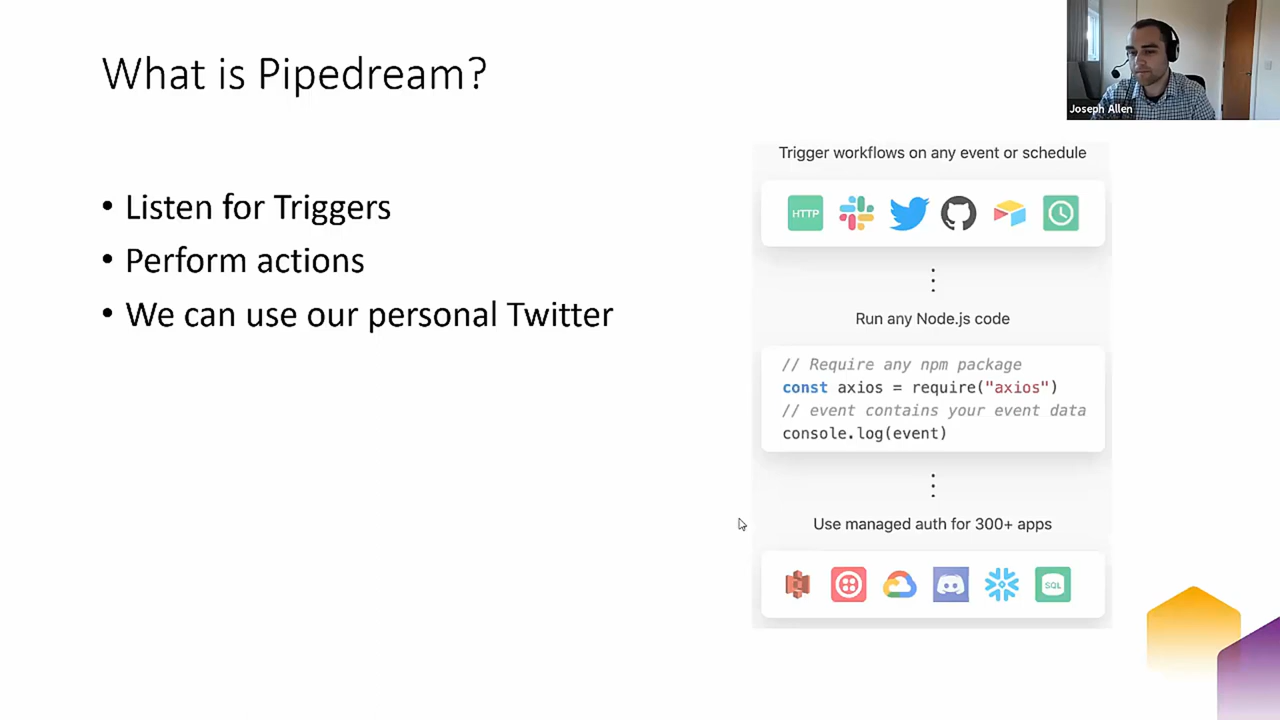 What is Pipedream?
Joseph Allen
• Listen for Triggers
• Perform actions
• We can use our personal Twitter
Trigger workflows on any event or schedule
HTTP
Run any Node.js code
// Require any npm package
const axios = require("axios")
// event contains your event data
console.log(event)
Use managed auth for 300+ apps
SQL